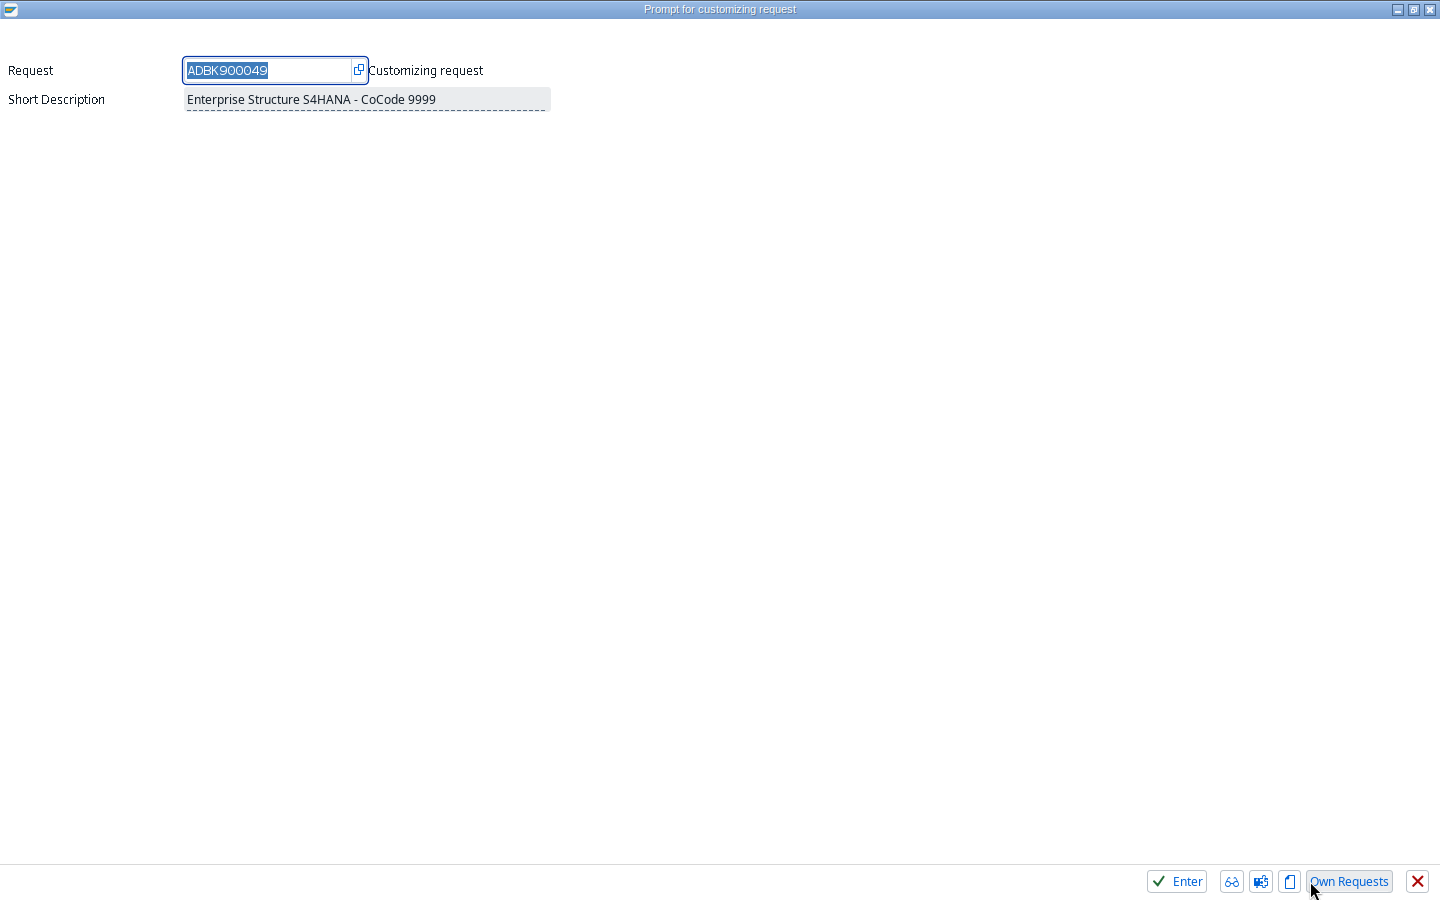 Prompt for customizing request
Request ADBK900049 Customizing request
Short Description Enterprise Structure S4HANA - CoCode 9999
Enter Own Requests